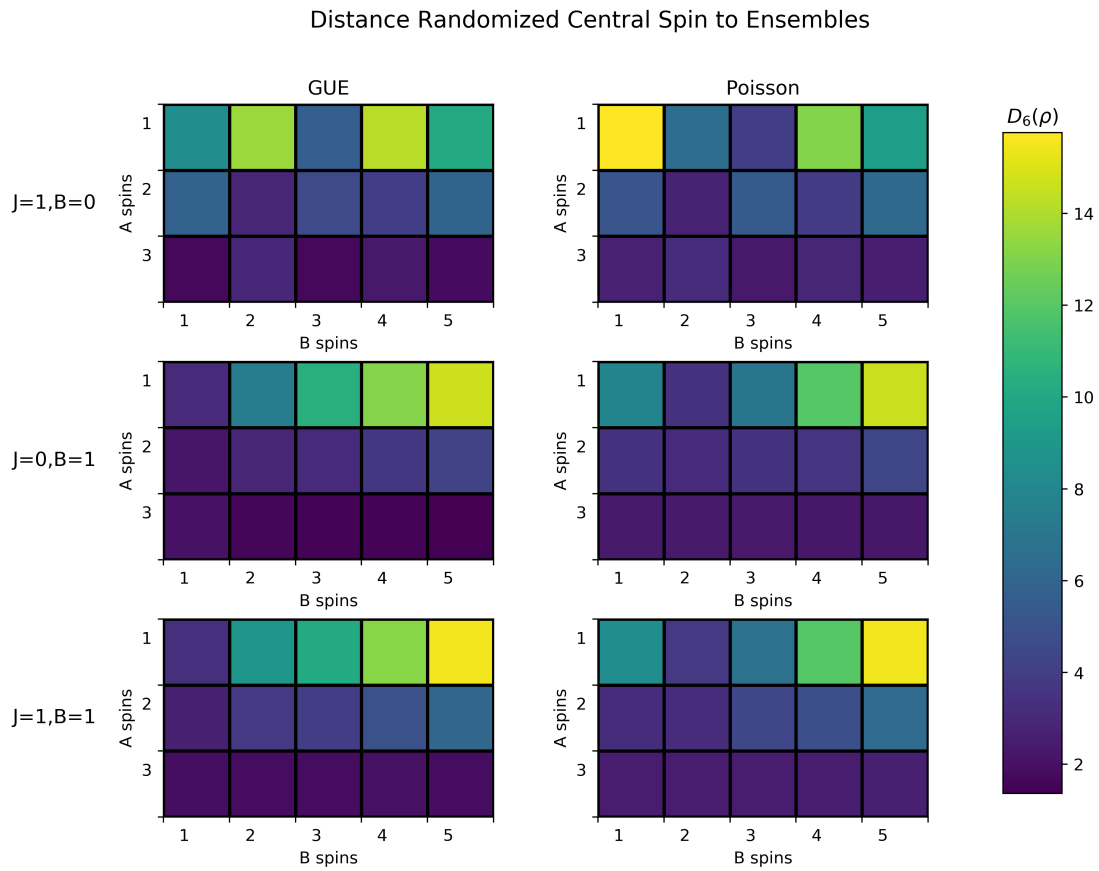 Distance Randomized Central Spin to Ensembles
GUE
Poisson
D₆(ρ)
J=1,B=0
A spins
1
2
3
1 2 3 4 5
B spins
A spins
1
2
3
1 2 3 4 5
B spins
J=0,B=1
A spins
1
2
3
1 2 3 4 5
B spins
A spins
1
2
3
1 2 3 4 5
B spins
J=1,B=1
A spins
1
2
3
1 2 3 4 5
B spins
A spins
1
2
3
1 2 3 4 5
B spins
14
12
10
8
6
4
2